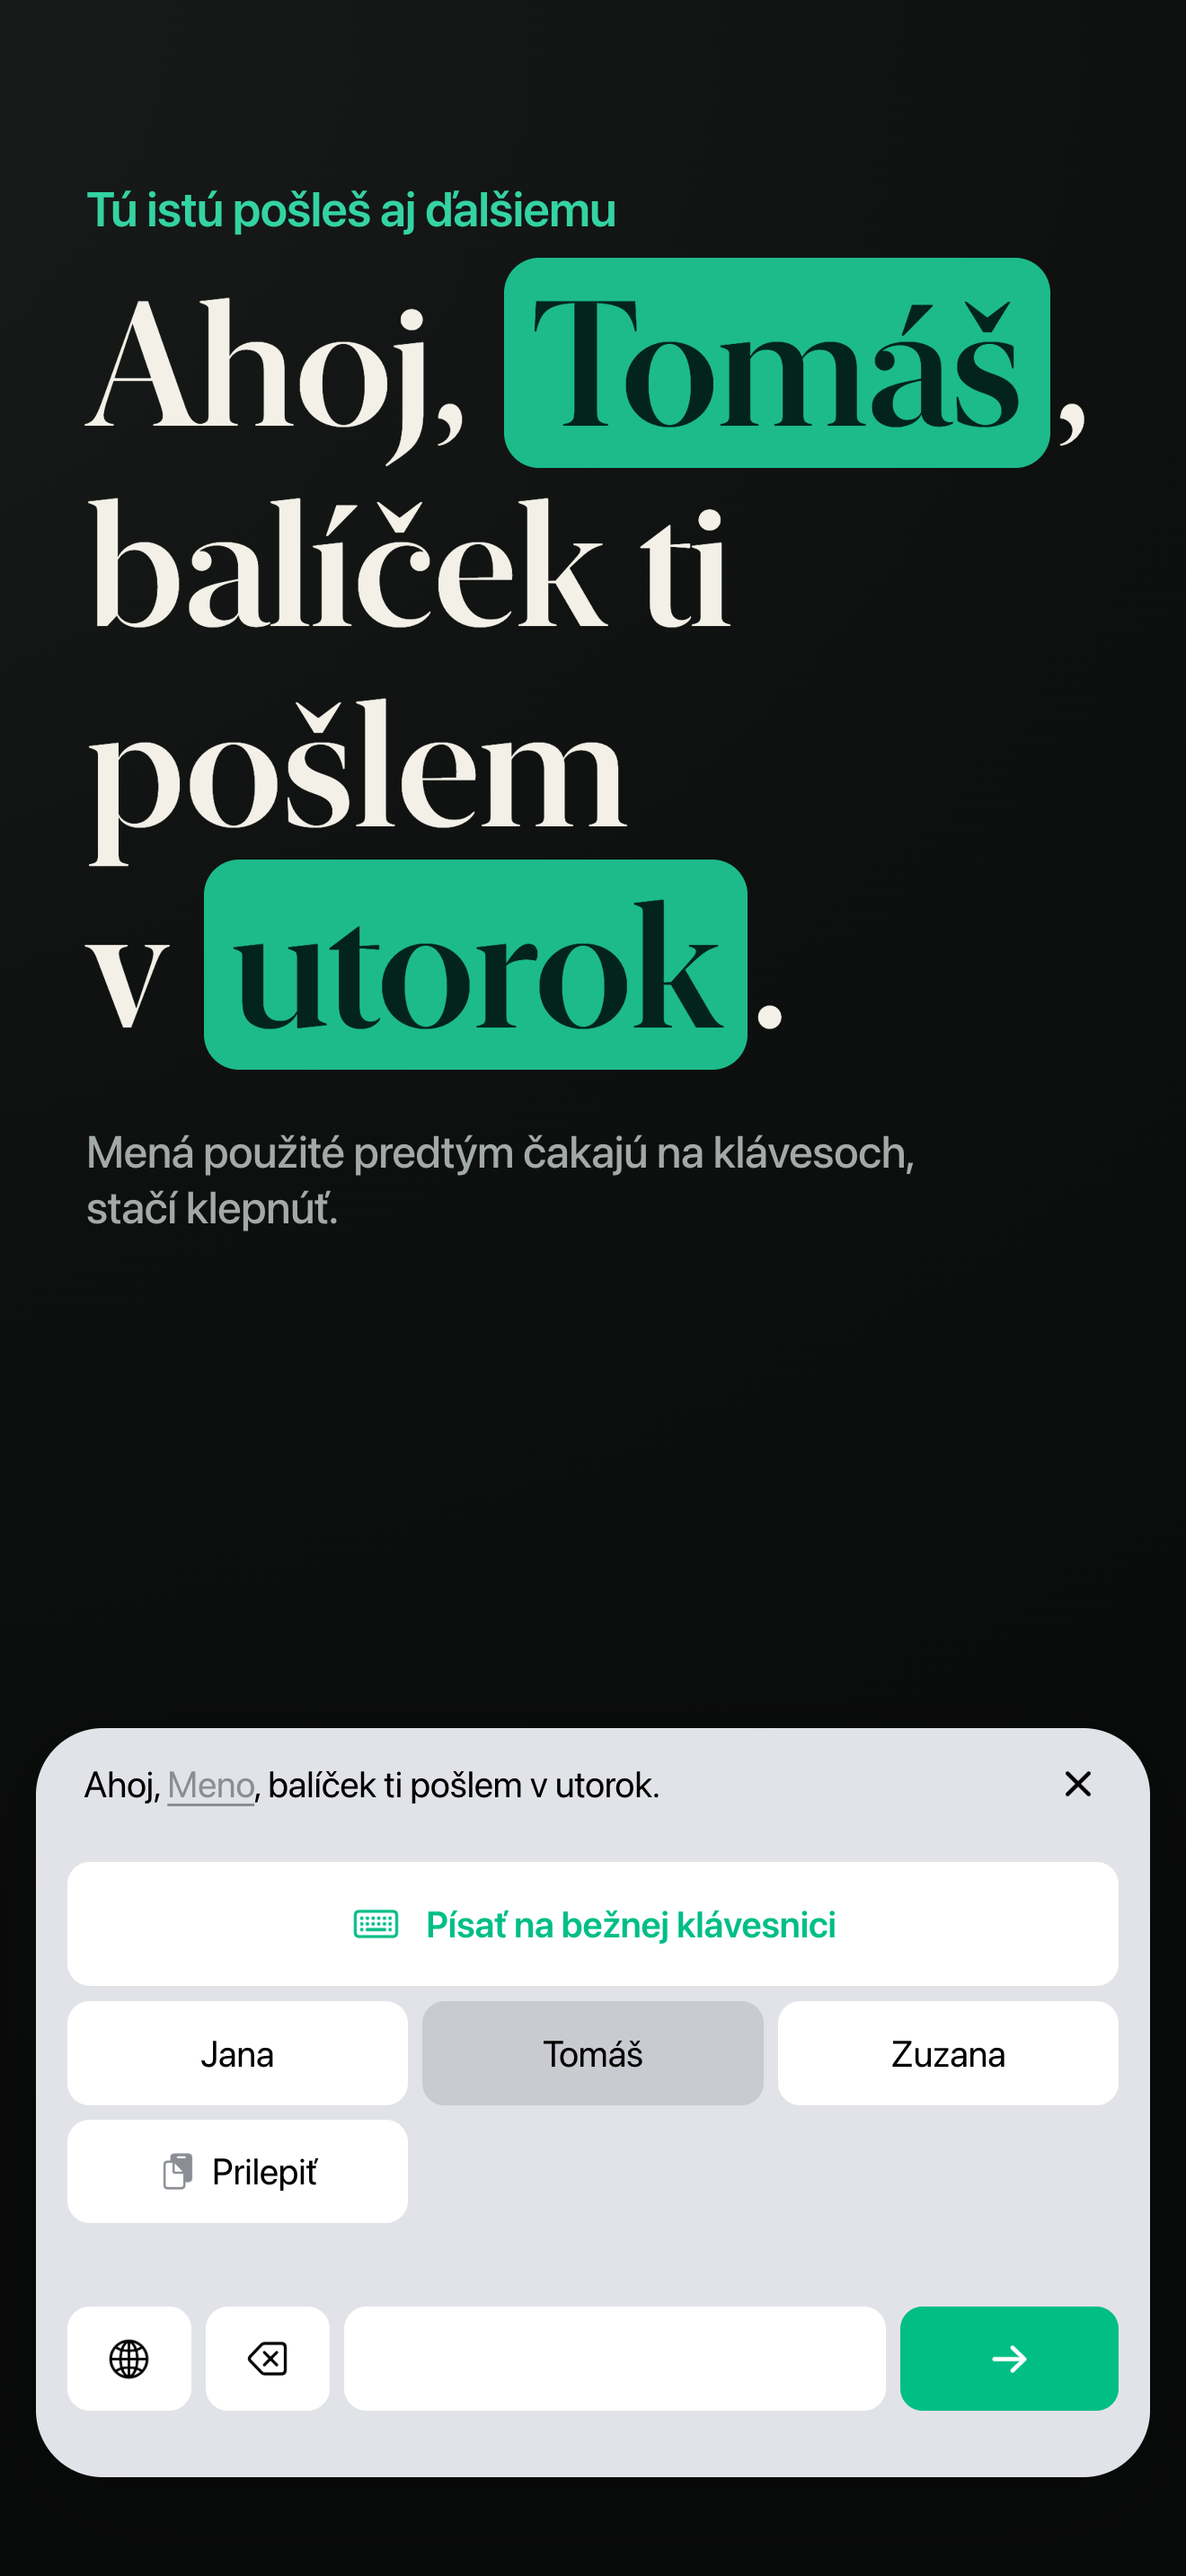 Tú istú pošleš aj ďalšiemu
Ahoj, Tomáš,
balíček ti
pošlem
v utorok.
Mená použité predtým čakajú na klávesoch,
stačí klepnúť.
Ahoj, Meno, balíček ti pošlem v utorok.
Písať na bežnej klávesnici
Jana
Tomáš
Zuzana
Prilepiť